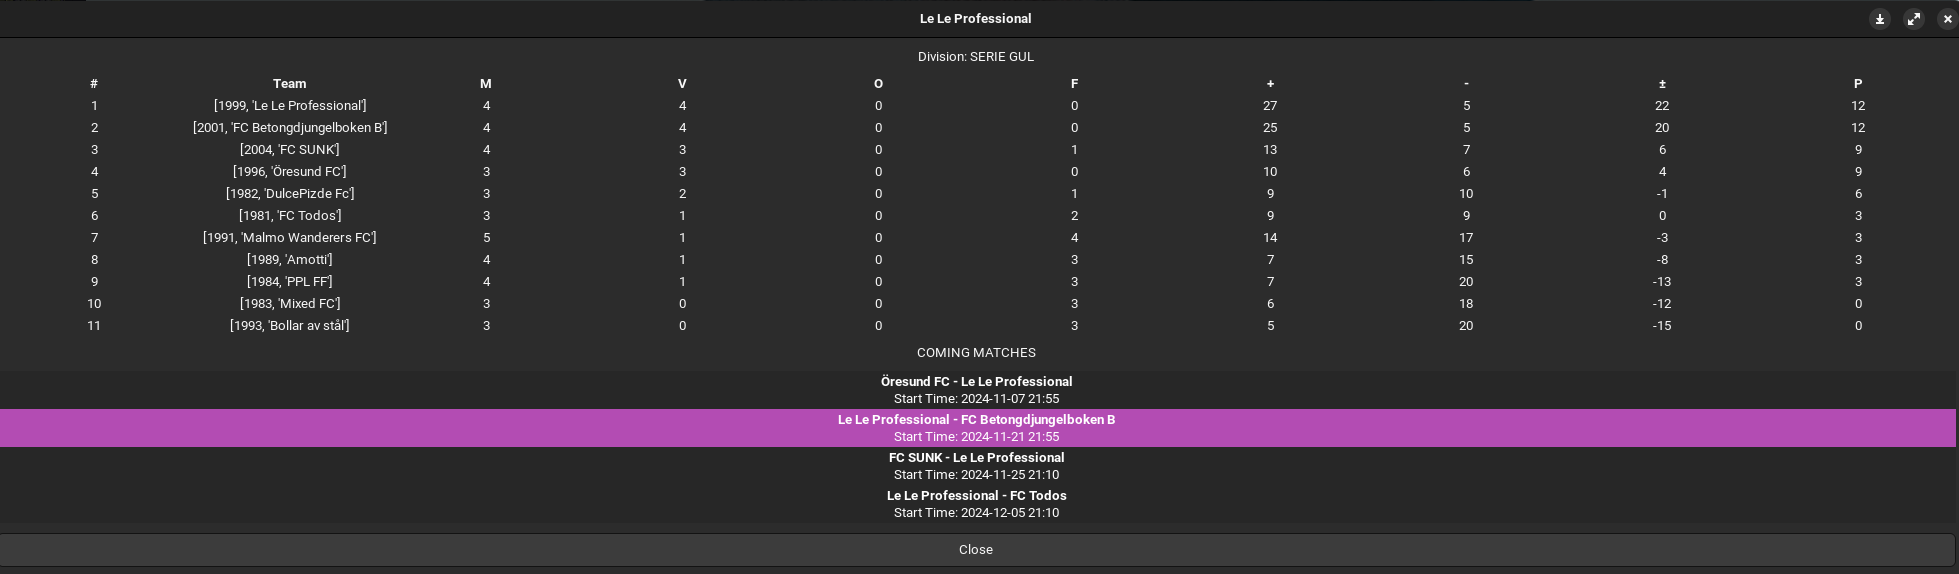 Le Le Professional
Division: SERIE GUL
# Team M V O F + - ± P
1 [1999, 'Le Le Professional'] 4 4 0 0 27 5 22 12
2 [2001, 'FC Betongdjungelboken B'] 4 4 0 0 25 5 20 12
3 [2004, 'FC SUNK'] 4 3 0 1 13 7 6 9
4 [1996, 'Öresund FC'] 3 3 0 0 10 6 4 9
5 [1982, 'DulcePizde Fc'] 3 2 0 1 9 10 -1 6
6 [1981, 'FC Todos'] 3 1 0 2 9 9 0 3
7 [1991, 'Malmo Wanderers FC'] 5 1 0 4 14 17 -3 3
8 [1989, 'Amotti'] 4 1 0 3 7 15 -8 3
9 [1984, 'PPL FF'] 4 1 0 3 7 20 -13 3
10 [1983, 'Mixed FC'] 3 0 0 3 6 18 -12 0
11 [1993, 'Bollar av stål'] 3 0 0 3 5 20 -15 0
COMING MATCHES
Öresund FC - Le Le Professional
Start Time: 2024-11-07 21:55
Le Le Professional - FC Betongdjungelboken B
Start Time: 2024-11-21 21:55
FC SUNK - Le Le Professional
Start Time: 2024-11-25 21:10
Le Le Professional - FC Todos
Start Time: 2024-12-05 21:10
Close